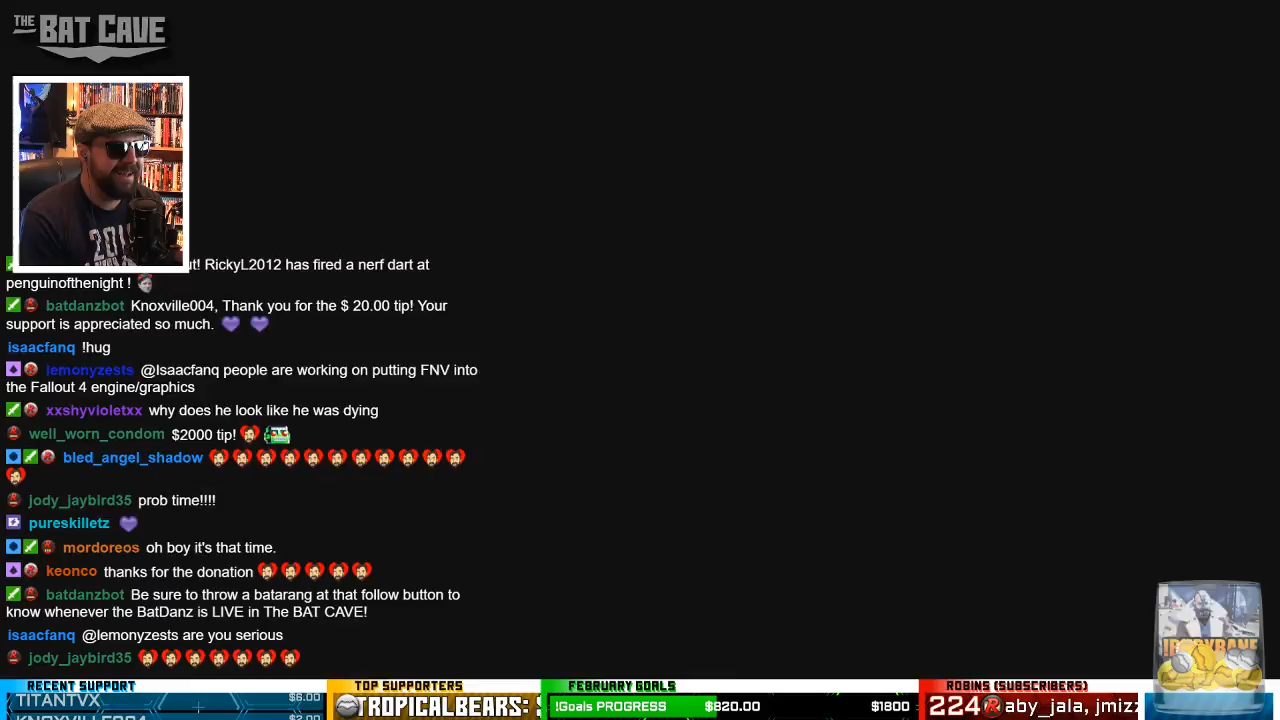 THE
BAT CAVE
201
ut! RickyL2012 has fired a nerf dart at
penguinofthenight !
batdanzbot Knoxville004, Thank you for the $ 20.00 tip! Your
support is appreciated so much.
isaacfanq !hug
lemonyzests @Isaacfanq people are working on putting FNV into
the Fallout 4 engine/graphics
xxshyvioletxx why does he look like he was dying
well_worn_condom $2000 tip!
bled_angel_shadow
jody_jaybird35 prob time!!!!
pureskilletz
mordoreos oh boy it's that time.
keonco thanks for the donation
batdanzbot Be sure to throw a batarang at that follow button to
know whenever the BatDanz is LIVE in The BAT CAVE!
isaacfanq @lemonyzests are you serious
jody_jaybird35
RECENT SUPPORT
TITANTVX $6.00
KNOXVILLE004 $2.00
TOP SUPPORTERS
TROPICALBEARS: $
FEBRUARY GOALS
!Goals PROGRESS $820.00 $1800
ROBINS (SUBSCRIBERS)
224 aby_jala, jmizz